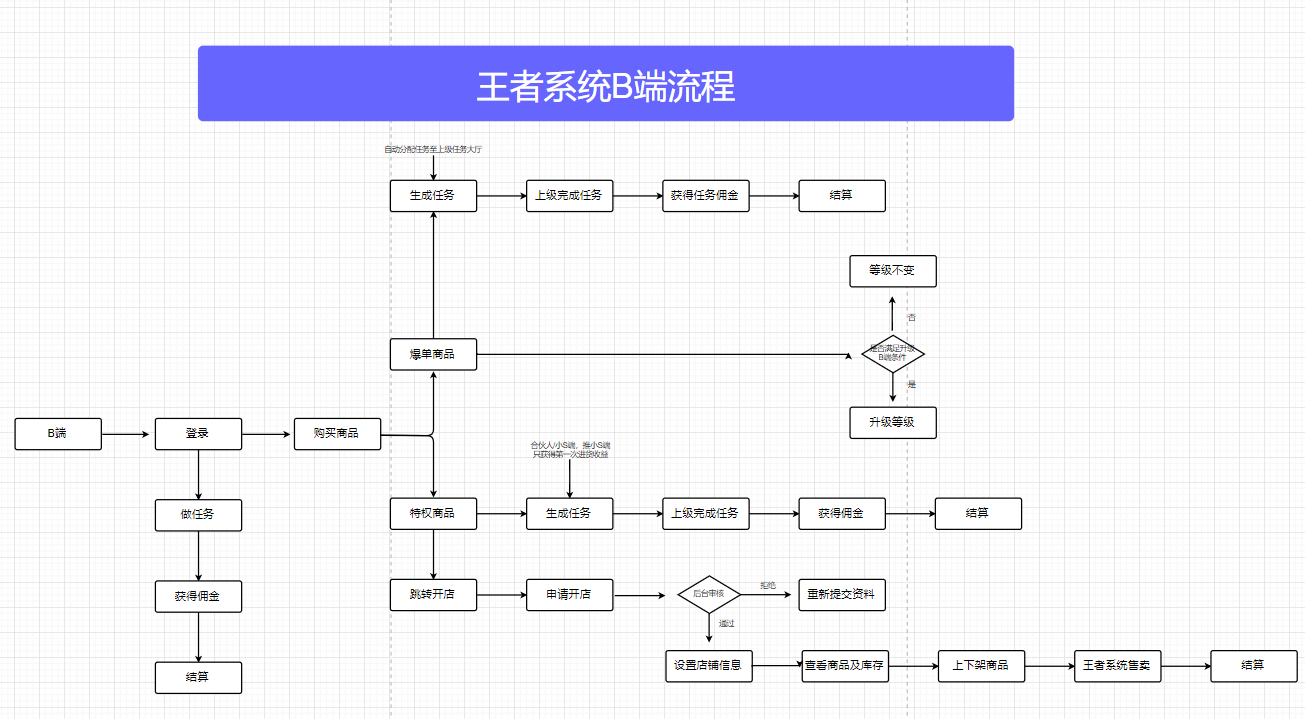 王者系统B端流程
自动分配任务至上级任务大厅
生成任务
上级完成任务
获得任务佣金
结算
等级不变
否
爆单商品
是否满足升级
B端条件
是
升级等级
B端
登录
购买商品
合伙人/小S端，推小S端
只获得第一次进货收益
做任务
特权商品
生成任务
上级完成任务
获得佣金
结算
获得佣金
跳转开店
申请开店
后台审核
拒绝
重新提交资料
通过
结算
设置店铺信息
查看商品及库存
上下架商品
王者系统售卖
结算